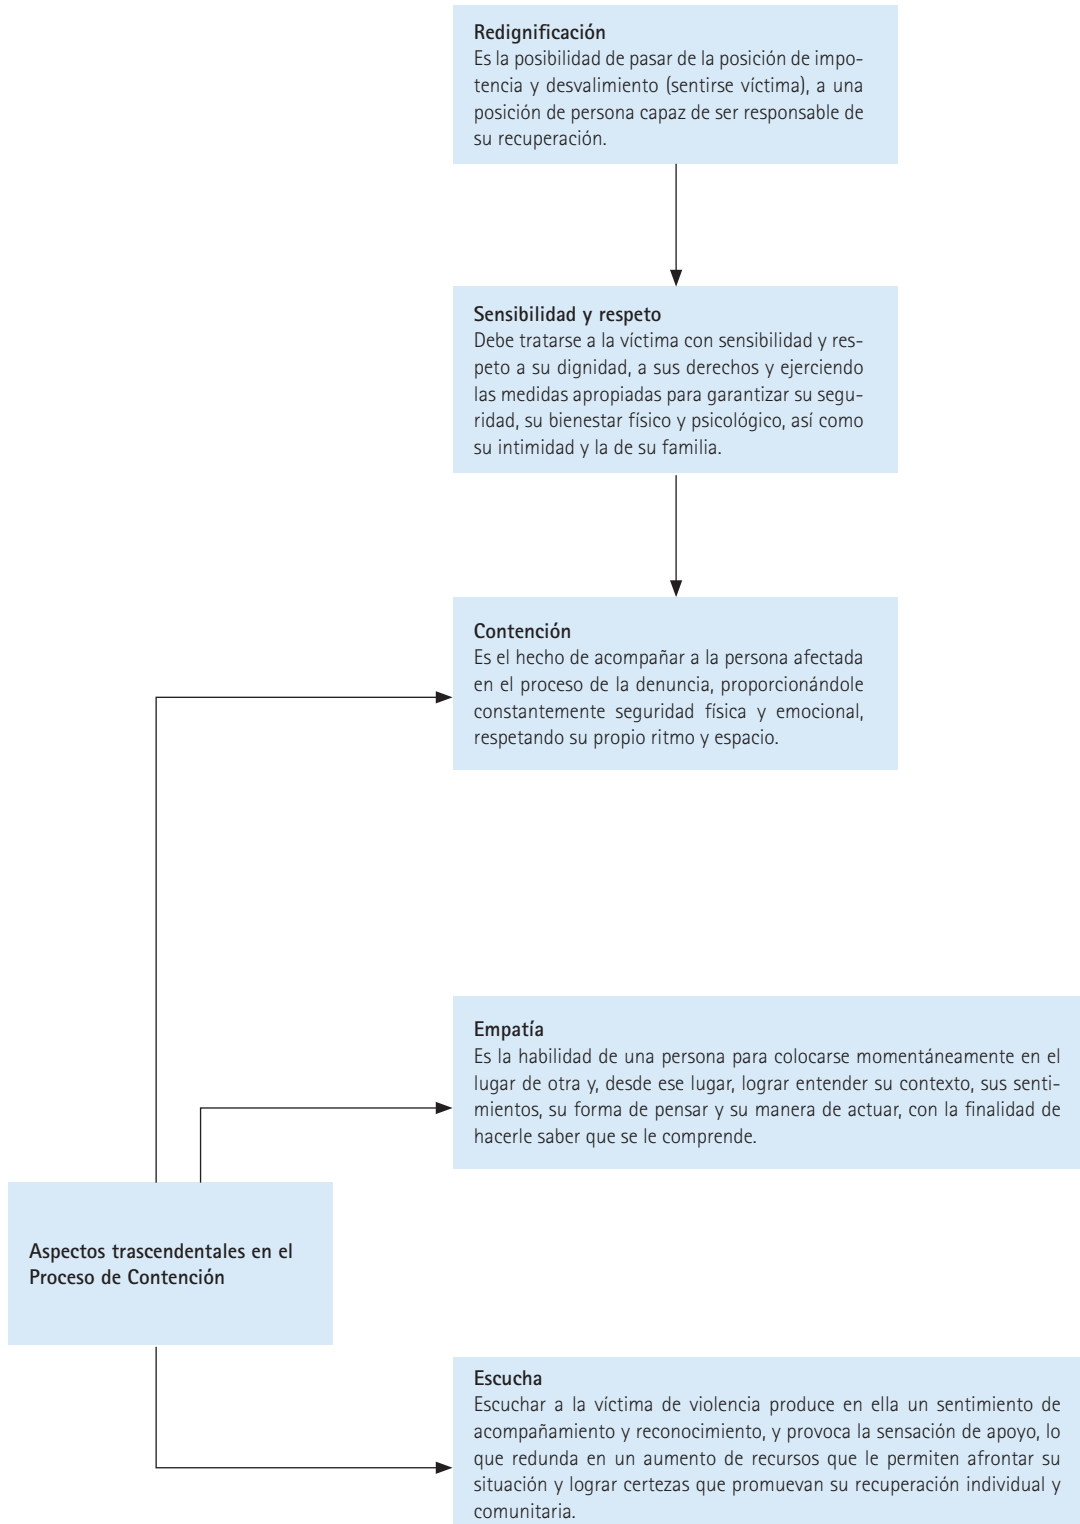 Redignificación
Es la posibilidad de pasar de la posición de impo-
tencia y desvalimiento (sentirse víctima), a una
posición de persona capaz de ser responsable de
su recuperación.
Sensibilidad y respeto
Debe tratarse a la víctima con sensibilidad y res-
peto a su dignidad, a sus derechos y ejerciendo
las medidas apropiadas para garantizar su segu-
ridad, su bienestar físico y psicológico, así como
su intimidad y la de su familia.
Contención
Es el hecho de acompañar a la persona afectada
en el proceso de la denuncia, proporcionándole
constantemente seguridad física y emocional,
respetando su propio ritmo y espacio.
Empatía
Es la habilidad de una persona para colocarse momentáneamente en el
lugar de otra y, desde ese lugar, lograr entender su contexto, sus senti-
mientos, su forma de pensar y su manera de actuar, con la finalidad de
hacerle saber que se le comprende.
Aspectos trascendentales en el
Proceso de Contención
Escucha
Escuchar a la víctima de violencia produce en ella un sentimiento de
acompañamiento y reconocimiento, y provoca la sensación de apoyo, lo
que redunda en un aumento de recursos que le permiten afrontar su
situación y lograr certezas que promuevan su recuperación individual y
comunitaria.